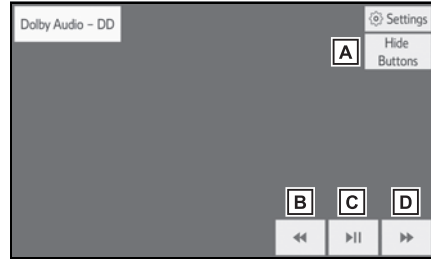 Dolby Audio – DD
Settings
Hide
Buttons
A
B
C
D